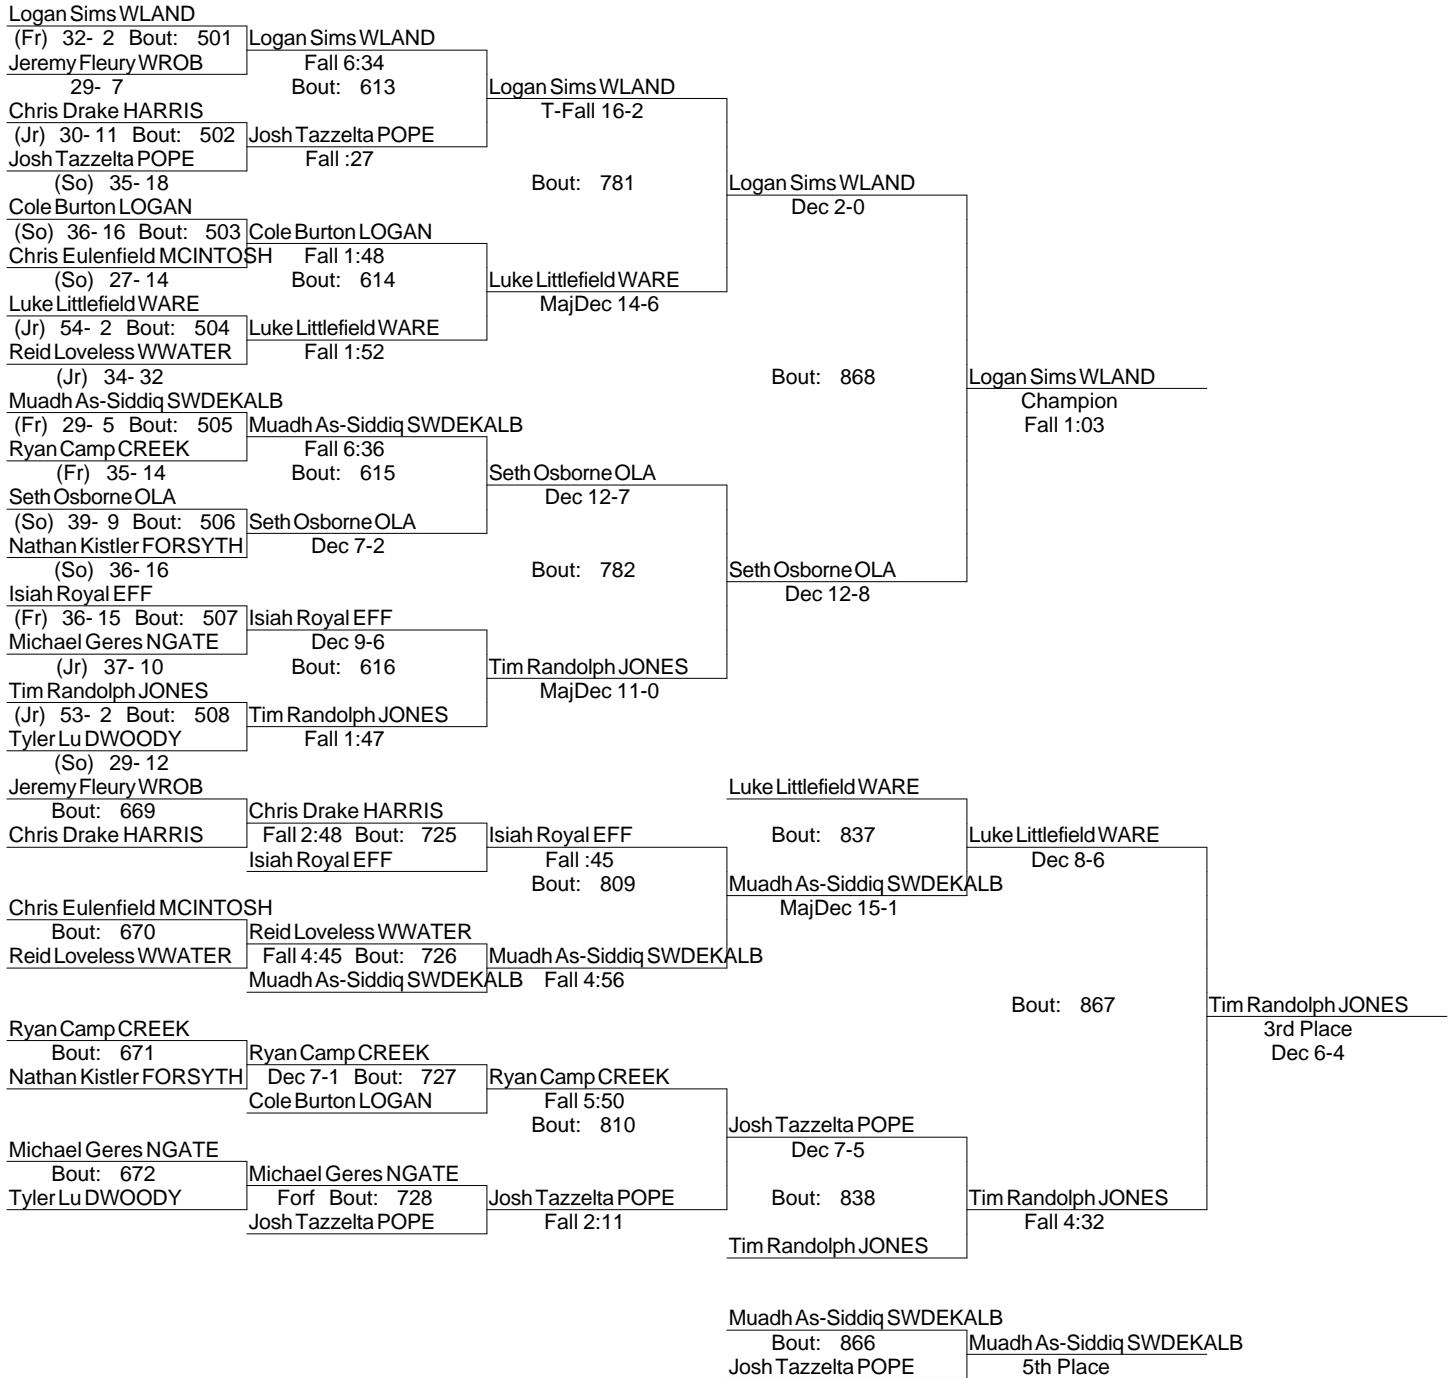 Logan Sims WLAND
(Fr) 32- 2 Bout: 501 Logan Sims WLAND
Jeremy Fleury WROB Fall 6:34
29- 7 Bout: 613 Logan Sims WLAND
Chris Drake HARRIS T-Fall 16-2
(Jr) 30- 11 Bout: 502 Josh Tazzelta POPE
Josh Tazzelta POPE Fall :27
(So) 35- 18 Bout: 781 Logan Sims WLAND
Cole Burton LOGAN Dec 2-0
(So) 36- 16 Bout: 503 Cole Burton LOGAN
Chris Eulenfield MCINTOSH Fall 1:48
(So) 27- 14 Bout: 614 Luke Littlefield WARE
Luke Littlefield WARE MajDec 14-6
(Jr) 54- 2 Bout: 504 Luke Littlefield WARE
Reid Loveless WWATER Fall 1:52
(Jr) 34- 32 Bout: 868 Logan Sims WLAND
Muadh As-Siddiq SWDEKALB Champion
(Fr) 29- 5 Bout: 505 Muadh As-Siddiq SWDEKALB Fall 1:03
Ryan Camp CREEK Fall 6:36
(Fr) 35- 14 Bout: 615 Seth Osborne OLA
Seth Osborne OLA Dec 12-7
(So) 39- 9 Bout: 506 Seth Osborne OLA
Nathan Kistler FORSYTH Dec 7-2
(So) 36- 16 Bout: 782 Seth Osborne OLA
Isiah Royal EFF Dec 12-8
(Fr) 36- 15 Bout: 507 Isiah Royal EFF
Michael Geres NGATE Dec 9-6
(Jr) 37- 10 Bout: 616 Tim Randolph JONES
Tim Randolph JONES MajDec 11-0
(Jr) 53- 2 Bout: 508 Tim Randolph JONES
Tyler Lu DWOODY Fall 1:47
(So) 29- 12
Jeremy Fleury WROB Luke Littlefield WARE
Bout: 669 Chris Drake HARRIS
Chris Drake HARRIS Fall 2:48 Bout: 725 Isiah Royal EFF Bout: 837 Luke Littlefield WARE
Isiah Royal EFF Fall :45 Dec 8-6
Bout: 809 Muadh As-Siddiq SWDEKALB
Chris Eulenfield MCINTOSH MajDec 15-1
Bout: 670 Reid Loveless WWATER
Reid Loveless WWATER Fall 4:45 Bout: 726 Muadh As-Siddiq SWDEKALB
Muadh As-Siddiq SWDEKALB Fall 4:56
Bout: 867 Tim Randolph JONES
Ryan Camp CREEK 3rd Place
Bout: 671 Ryan Camp CREEK Dec 6-4
Nathan Kistler FORSYTH Dec 7-1 Bout: 727 Ryan Camp CREEK
Cole Burton LOGAN Fall 5:50
Bout: 810 Josh Tazzelta POPE
Michael Geres NGATE Dec 7-5
Bout: 672 Michael Geres NGATE
Tyler Lu DWOODY Forf Bout: 728 Josh Tazzelta POPE Bout: 838 Tim Randolph JONES
Josh Tazzelta POPE Fall 2:11 Fall 4:32
Tim Randolph JONES
Muadh As-Siddiq SWDEKALB
Bout: 866 Muadh As-Siddiq SWDEKALB
Josh Tazzelta POPE 5th Place